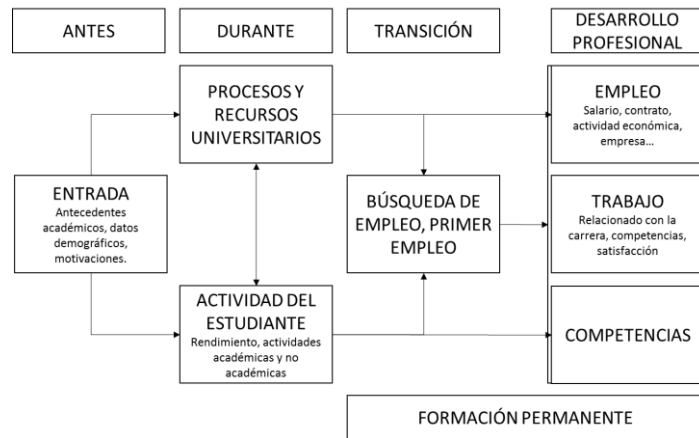 ANTES
DURANTE
TRANSICIÓN
DESARROLLO
PROFESIONAL
PROCESOS Y
RECURSOS
UNIVERSITARIOS
EMPLEO
Salario, contrato,
actividad económica,
empresa...
ENTRADA
Antecedentes
académicos, datos
demográficos,
motivaciones.
BÚSQUEDA DE
EMPLEO, PRIMER
EMPLEO
TRABAJO
Relacionado con la
carrera, competencias,
satisfacción
ACTIVIDAD DEL
ESTUDIANTE
Rendimiento, actividades
académicas y no
académicas
COMPETENCIAS
FORMACIÓN PERMANENTE